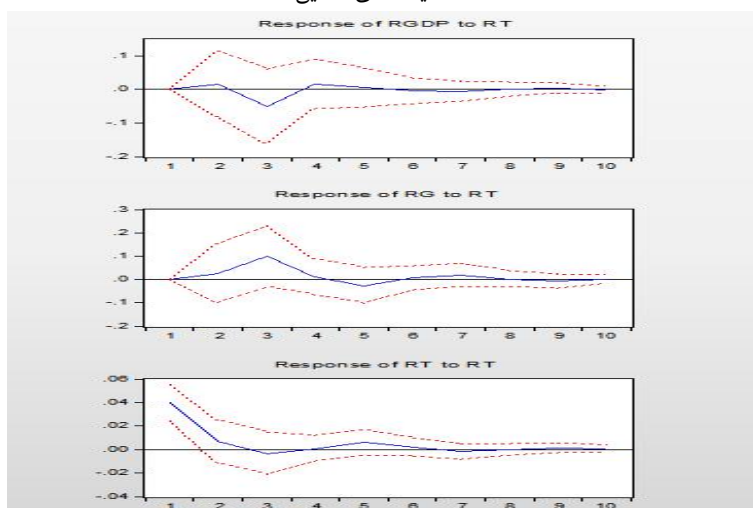 Response of RGDP to RT
.1
.0
-.1
-.2
1 2 3 4 5 6 7 8 9 10
Response of RG to RT
.3
.2
.1
.0
-.1
-.2
1 2 3 4 5 6 7 8 9 10
Response of RT to RT
.06
.04
.02
.00
-.02
-.04
1 2 3 4 5 6 7 8 9 10